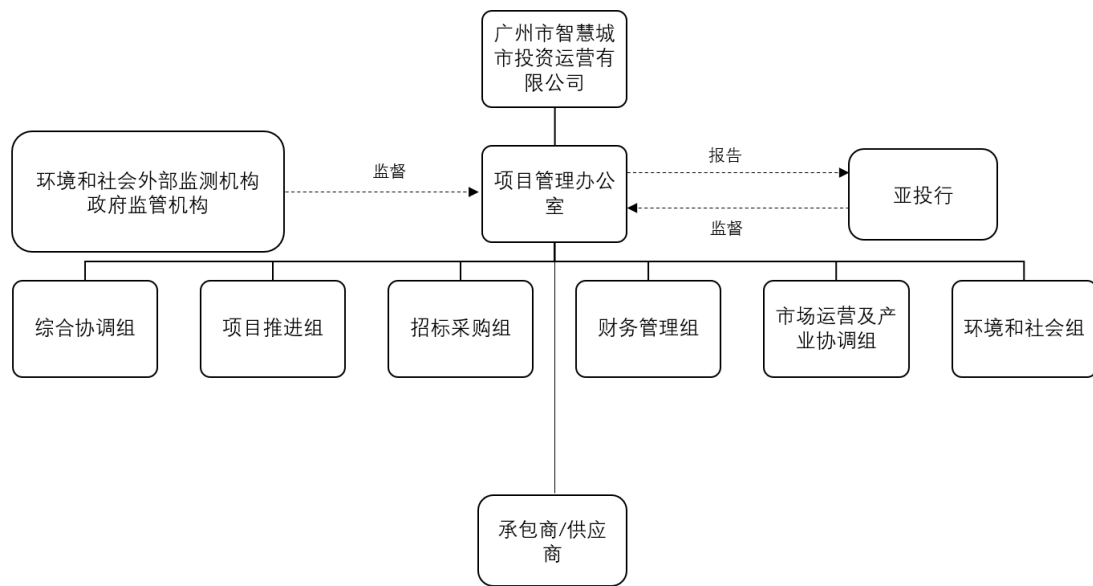 广州市智慧城
市投资运营有
限公司
环境和社会外部监测机构
政府监管机构
监督
项目管理办公
室
报告
监督
亚投行
综合协调组
项目推进组
招标采购组
财务管理组
市场运营及产
业协调组
环境和社会组
承包商/供应
商